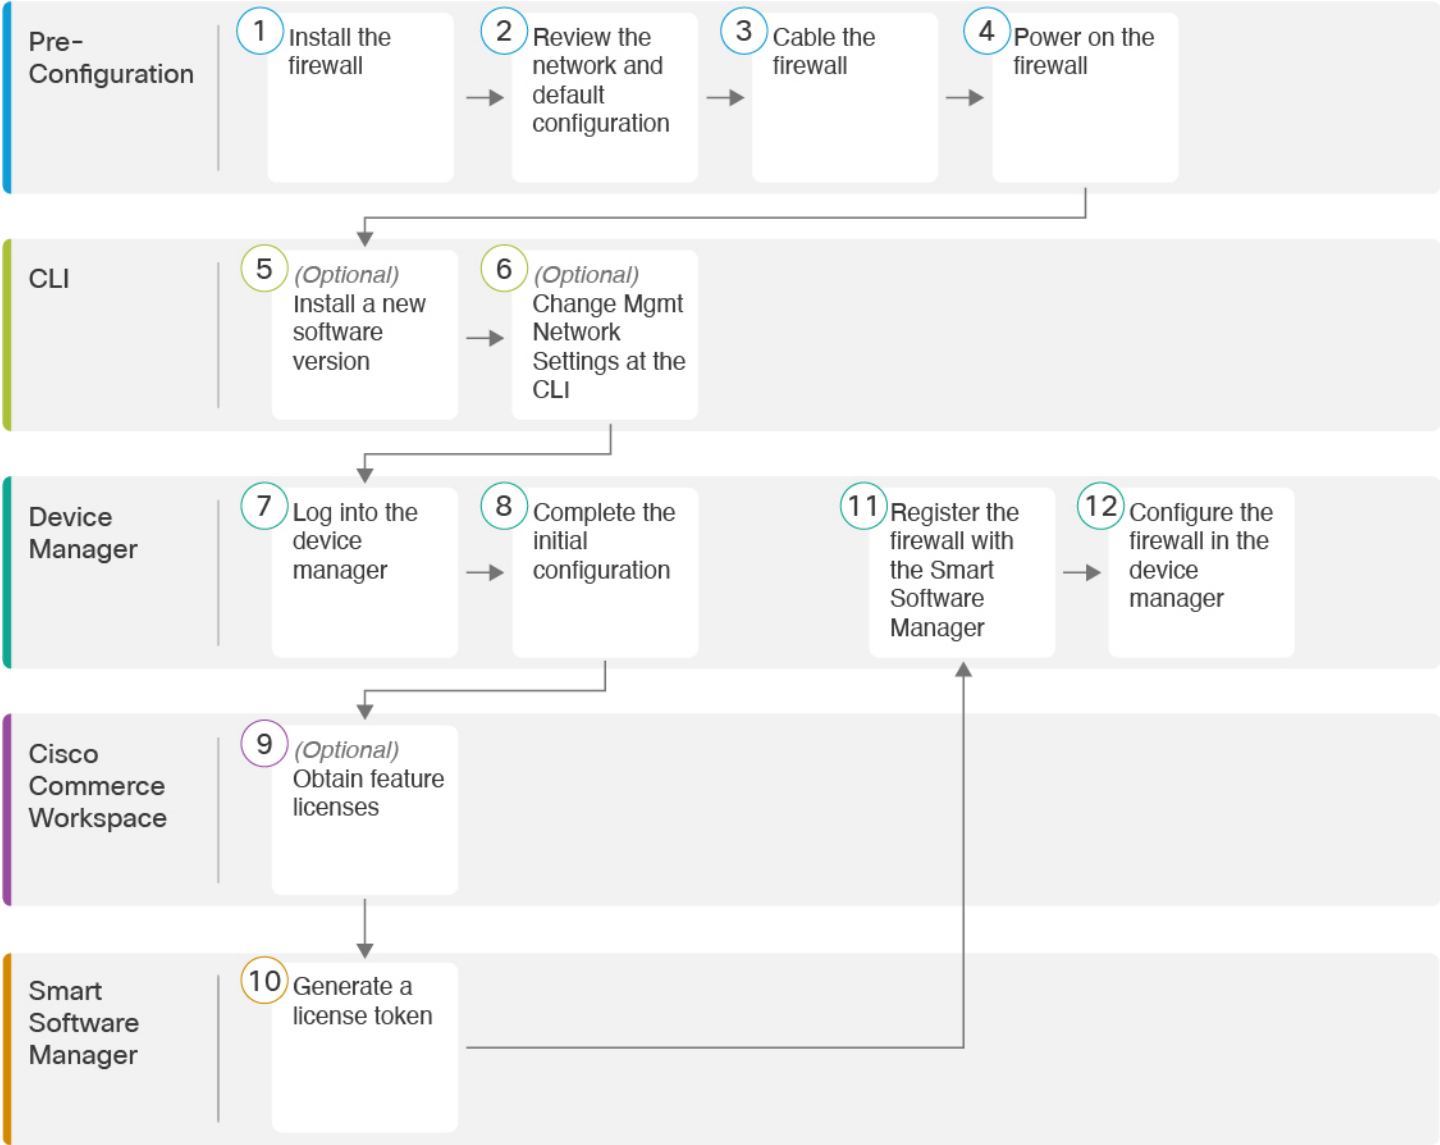 Pre-
Configuration
1
Install the
firewall
2
Review the
network and
default
configuration
3
Cable the
firewall
4
Power on the
firewall
CLI
5
(Optional)
Install a new
software
version
6
(Optional)
Change Mgmt
Network
Settings at the
CLI
Device
Manager
7
Log into the
device
manager
8
Complete the
initial
configuration
11
Register the
firewall with
the Smart
Software
Manager
12
Configure the
firewall in the
device
manager
Cisco
Commerce
Workspace
9
(Optional)
Obtain feature
licenses
Smart
Software
Manager
10
Generate a
license token